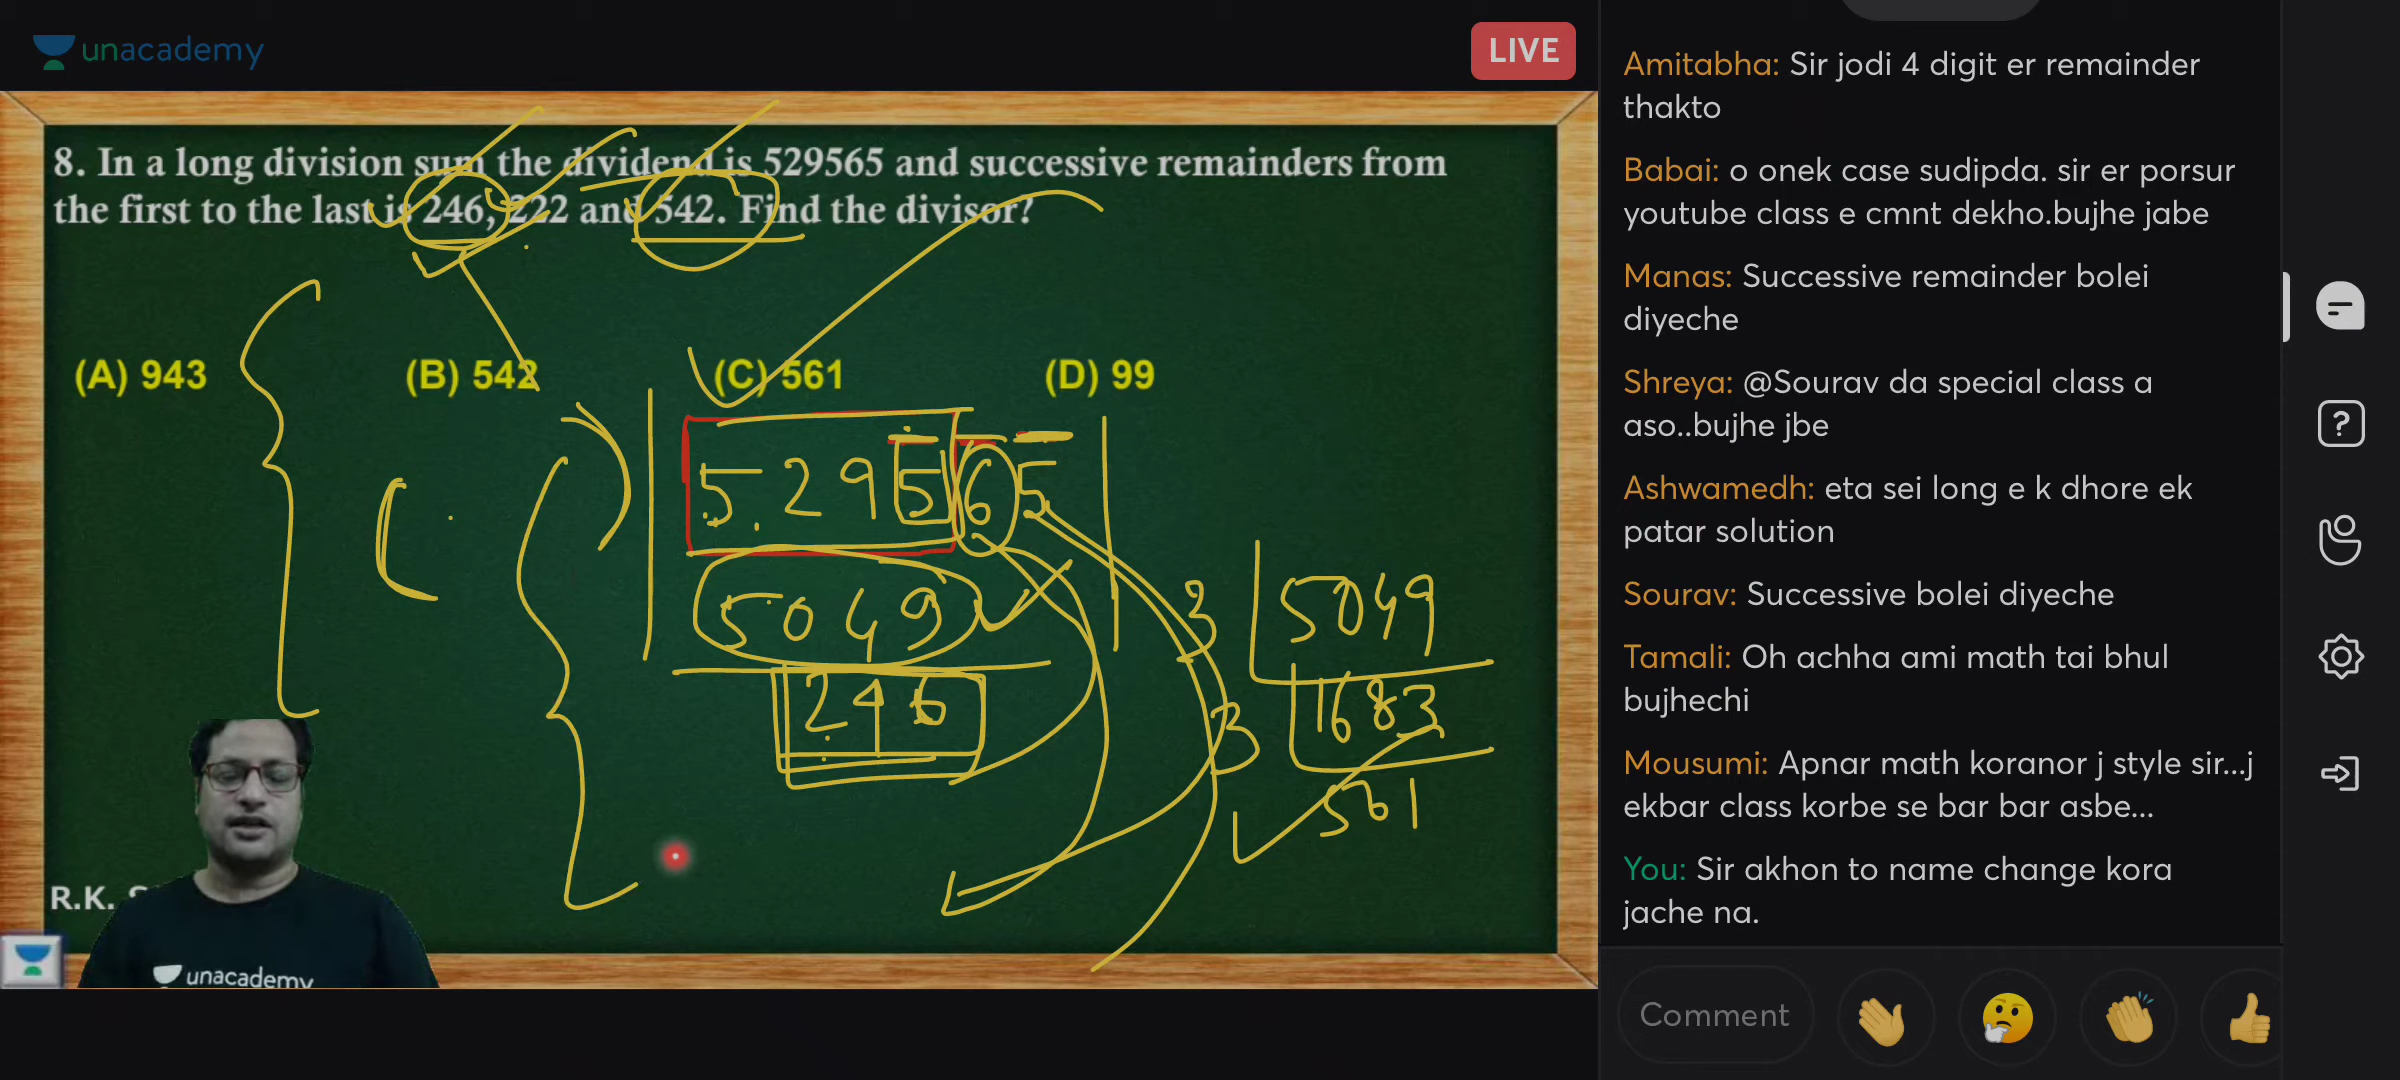 unacademy
LIVE
8. In a long division sum the dividend is 529565 and successive remainders from
the first to the last is 246, 222 and 542. Find the divisor?
(A) 943 (B) 542 (C) 561 (D) 99
529565
5049
246
3 5049
3 1683
561
R.K.
unacademy
Amitabha: Sir jodi 4 digit er remainder
thakto
Babai: o onek case sudipda. sir er porsur
youtube class e cmnt dekho.bujhe jabe
Manas: Successive remainder bolei
diyeche
Shreya: @Sourav da special class a
aso..bujhe jbe
Ashwamedh: eta sei long e k dhore ek
patar solution
Sourav: Successive bolei diyeche
Tamali: Oh achha ami math tai bhul
bujhechi
Mousumi: Apnar math koranor j style sir...j
ekbar class korbe se bar bar asbe...
You: Sir akhon to name change kora
jache na.
Comment